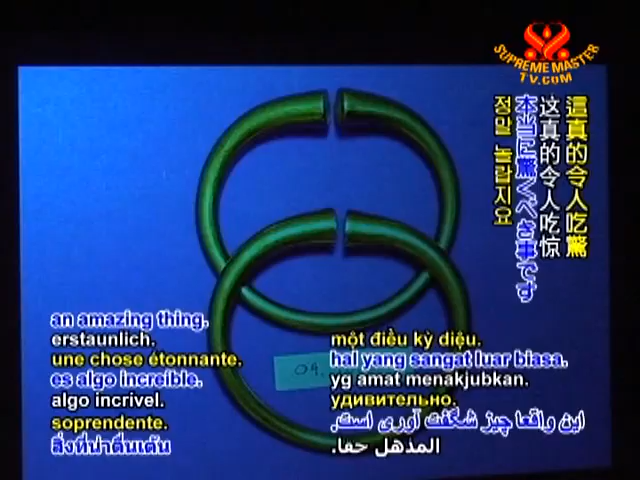 SUPREME MASTER
TV.COM
這真的令人吃驚
这真的令人吃惊
本当に驚くべき事です
정말 놀랍지요
an amazing thing.
erstaunlich.
une chose étonnante.
es algo increíble.
algo incrivel.
soprendente.
สิ่งที่น่าตื่นเต้น
một điều kỳ diệu.
hal yang sangat luar biasa.
yg amat menakjubkan.
удивительно.
این واقعا چیز شگفت آوری است.
المذهل حقا.
04.